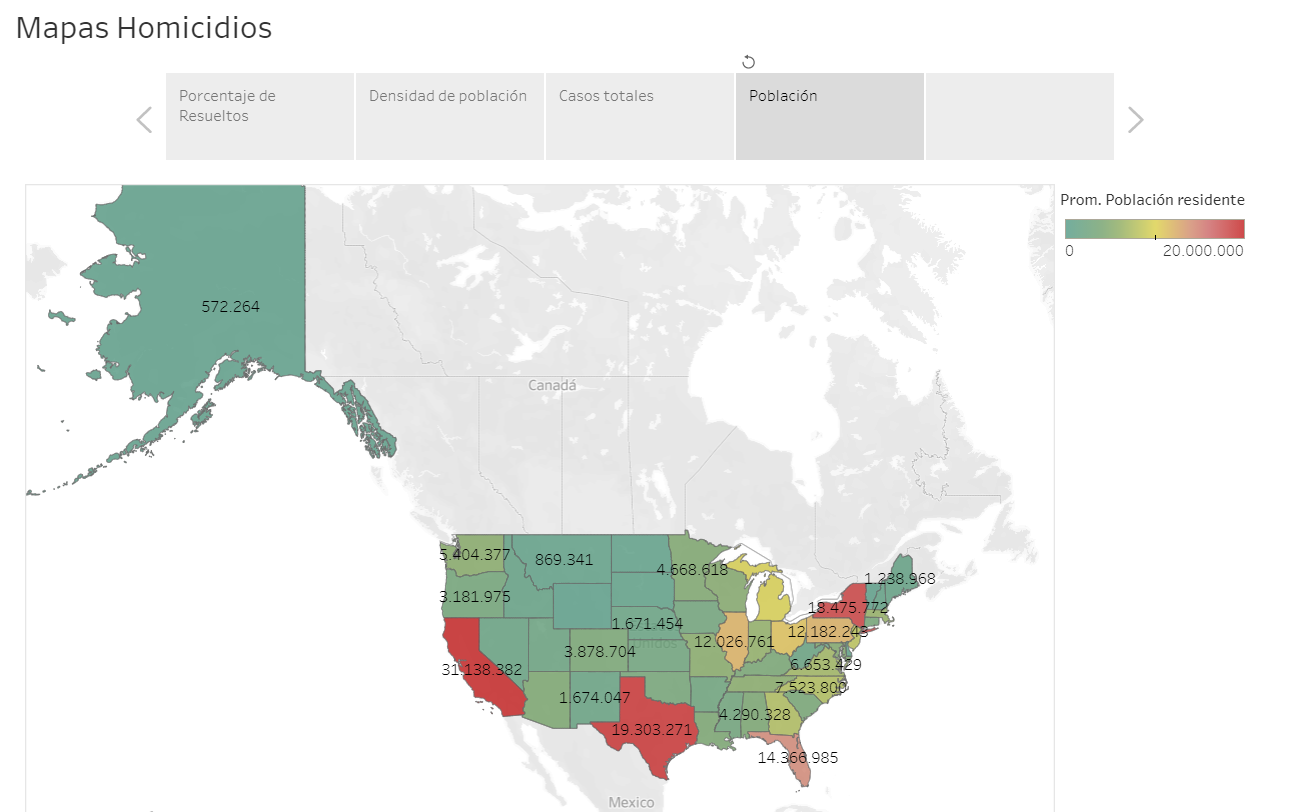 Mapas Homicidios
Porcentaje de
Resueltos
Densidad de población
Casos totales
Población
Prom. Población residente
0
20.000.000
572.264
Canadá
5.404.377
869.341
4.668.618
1.238.968
3.181.975
18.475.772
1.671.454
12.026.761
12.182.243
3.878.704
6.653.429
31.138.382
7.523.800
1.674.047
4.290.328
19.303.271
14.366.985
Mexico